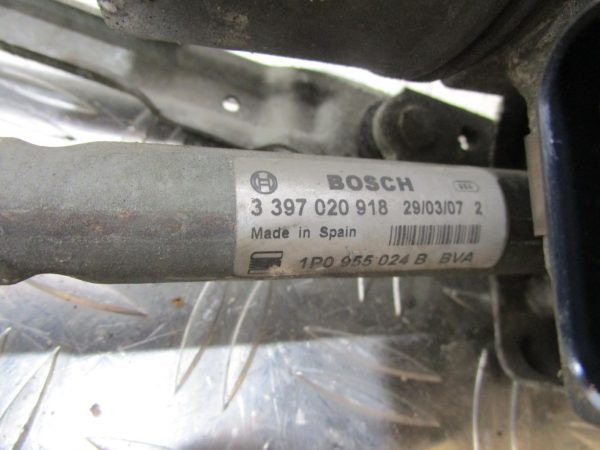 BOSCH
3 397 020 918 29/03/07 2
Made in Spain
1P0 955 024 B BVA